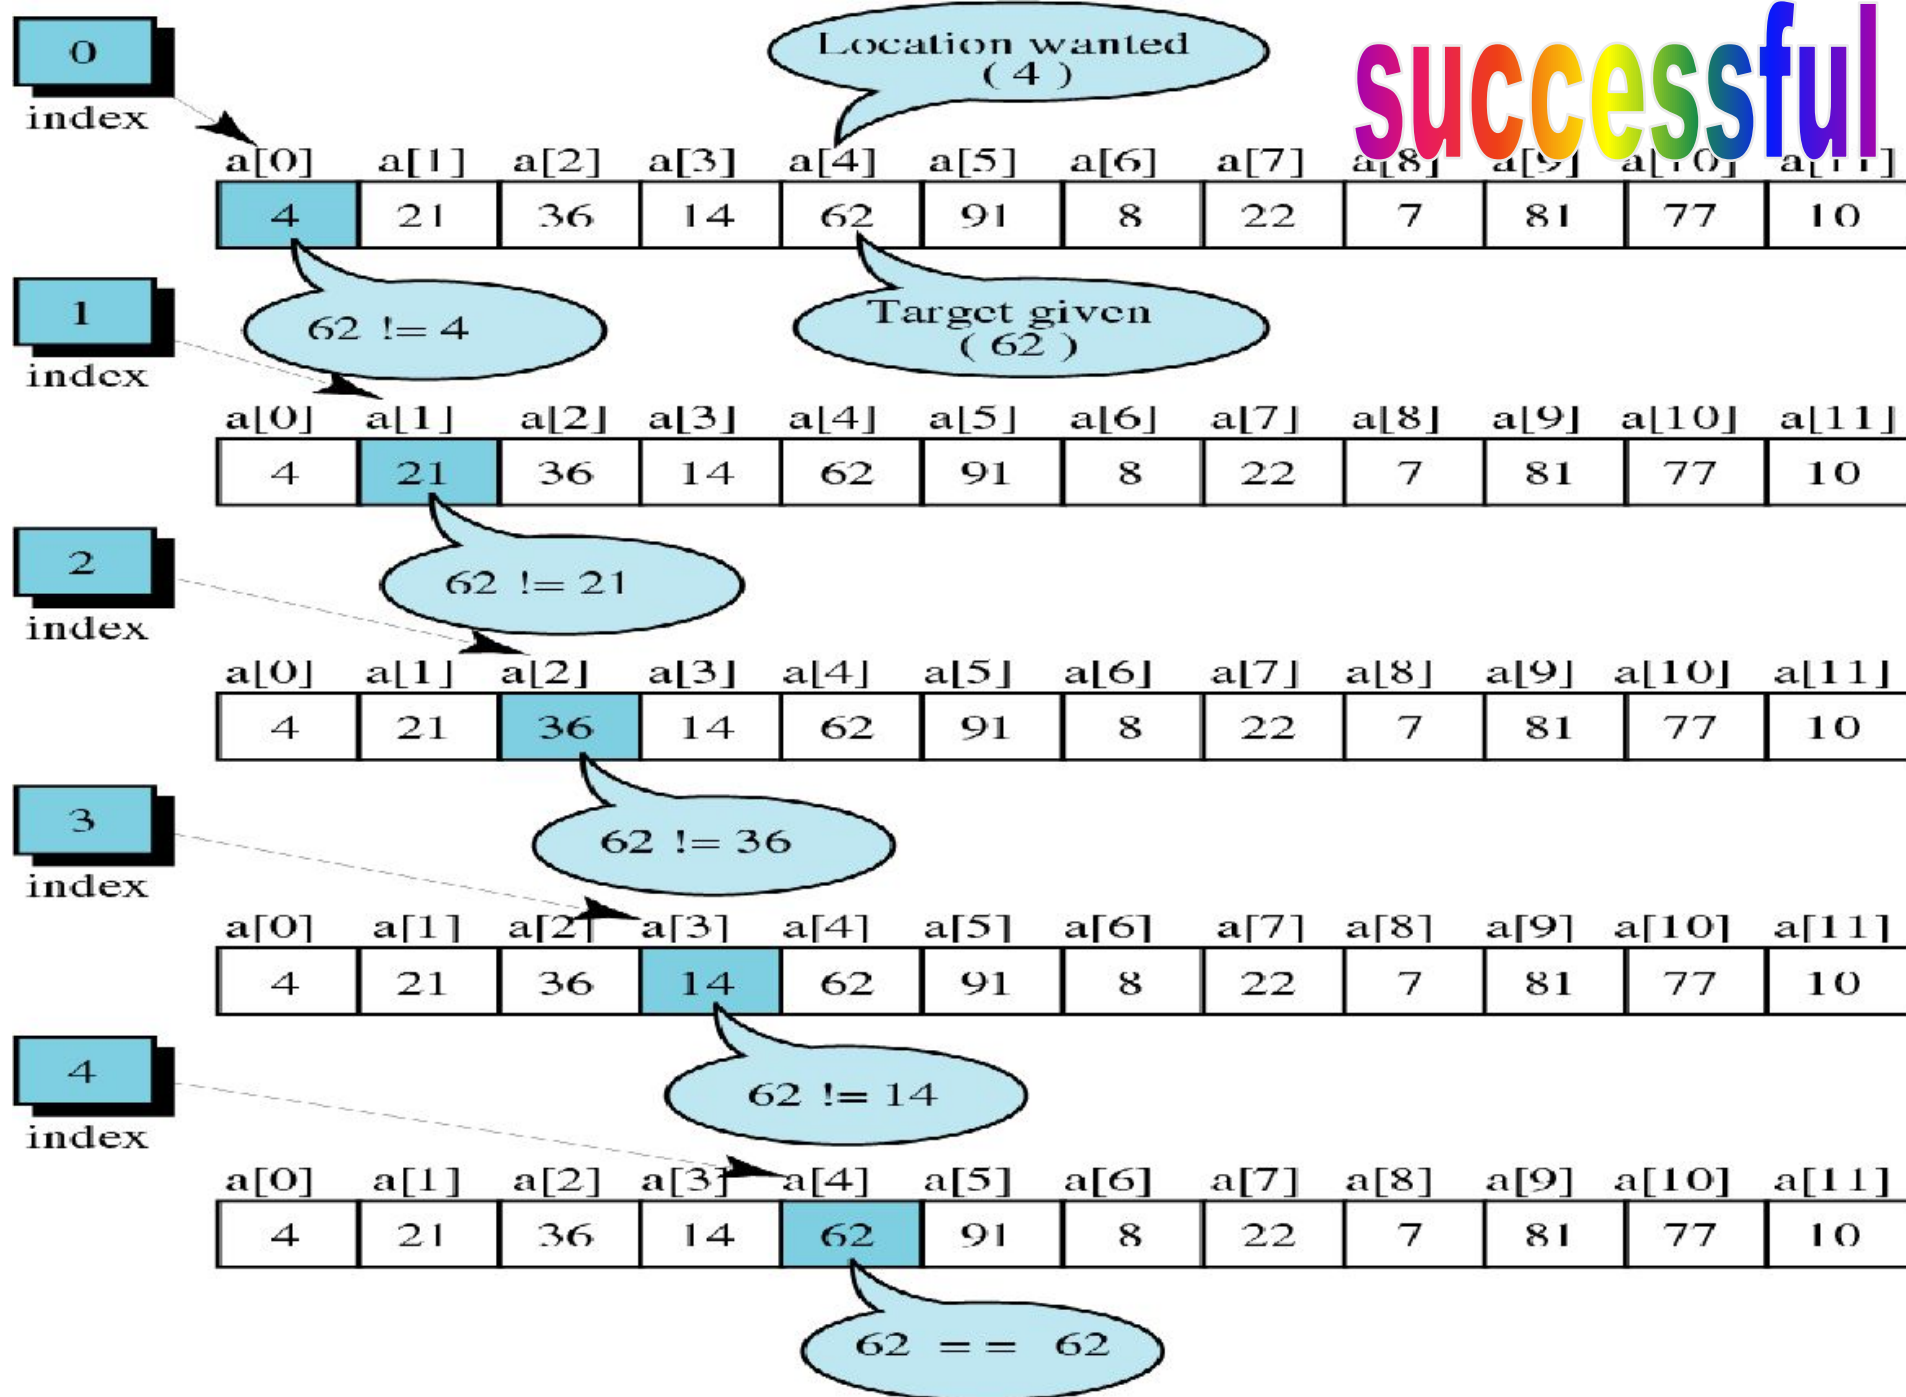 0
index
Location wanted
( 4 )
successful
a[0] a[1] a[2] a[3] a[4] a[5] a[6] a[7] a[8] a[9] a[10] a[11]
4 21 36 14 62 91 8 22 7 81 77 10
62 != 4
Target given
( 62 )
1
index
a[0] a[1] a[2] a[3] a[4] a[5] a[6] a[7] a[8] a[9] a[10] a[11]
4 21 36 14 62 91 8 22 7 81 77 10
62 != 21
2
index
a[0] a[1] a[2] a[3] a[4] a[5] a[6] a[7] a[8] a[9] a[10] a[11]
4 21 36 14 62 91 8 22 7 81 77 10
62 != 36
3
index
a[0] a[1] a[2] a[3] a[4] a[5] a[6] a[7] a[8] a[9] a[10] a[11]
4 21 36 14 62 91 8 22 7 81 77 10
62 != 14
4
index
a[0] a[1] a[2] a[3] a[4] a[5] a[6] a[7] a[8] a[9] a[10] a[11]
4 21 36 14 62 91 8 22 7 81 77 10
62 = = 62